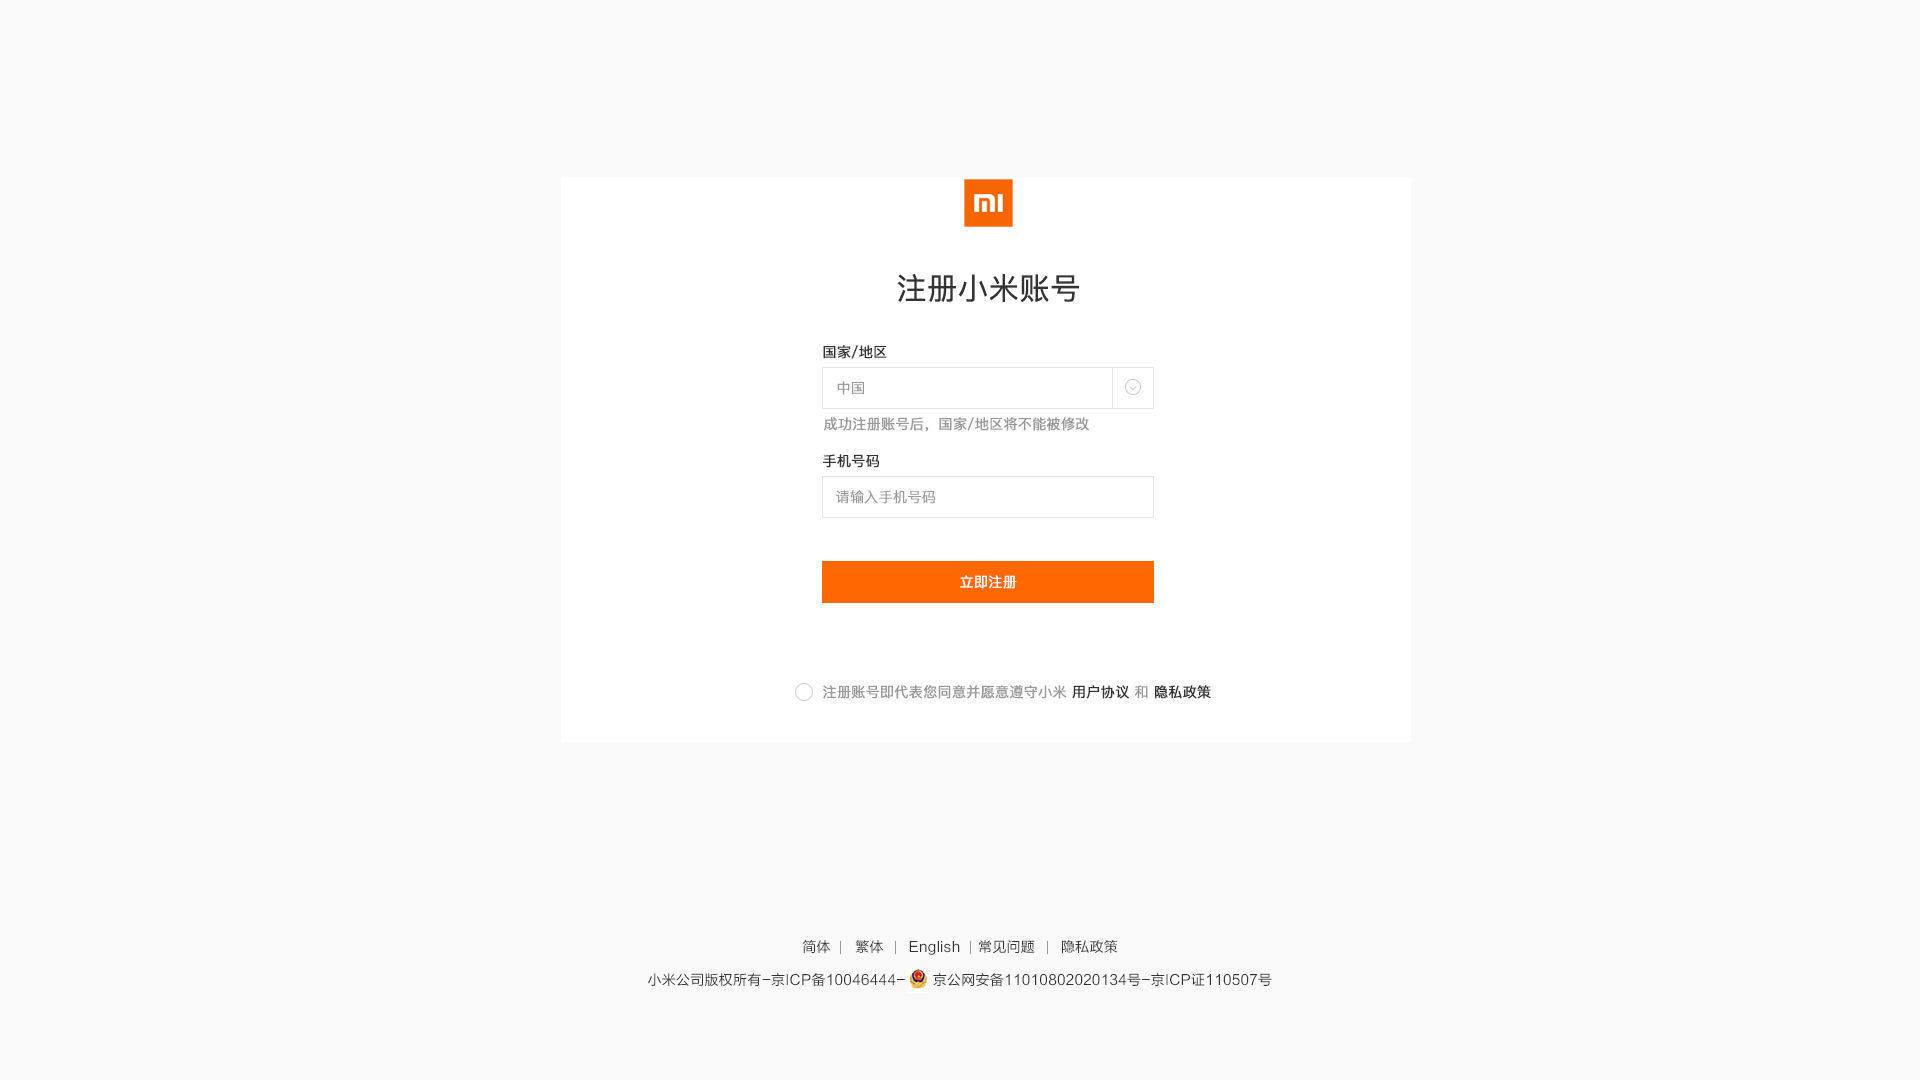 mi
注册小米账号
国家/地区
中国
成功注册账号后，国家/地区将不能被修改
手机号码
请输入手机号码
立即注册
注册账号即代表您同意并愿意遵守小米 用户协议 和 隐私政策
简体 | 繁体 | English | 常见问题 | 隐私政策
小米公司版权所有-京ICP备10046444- 京公网安备11010802020134号-京ICP证110507号